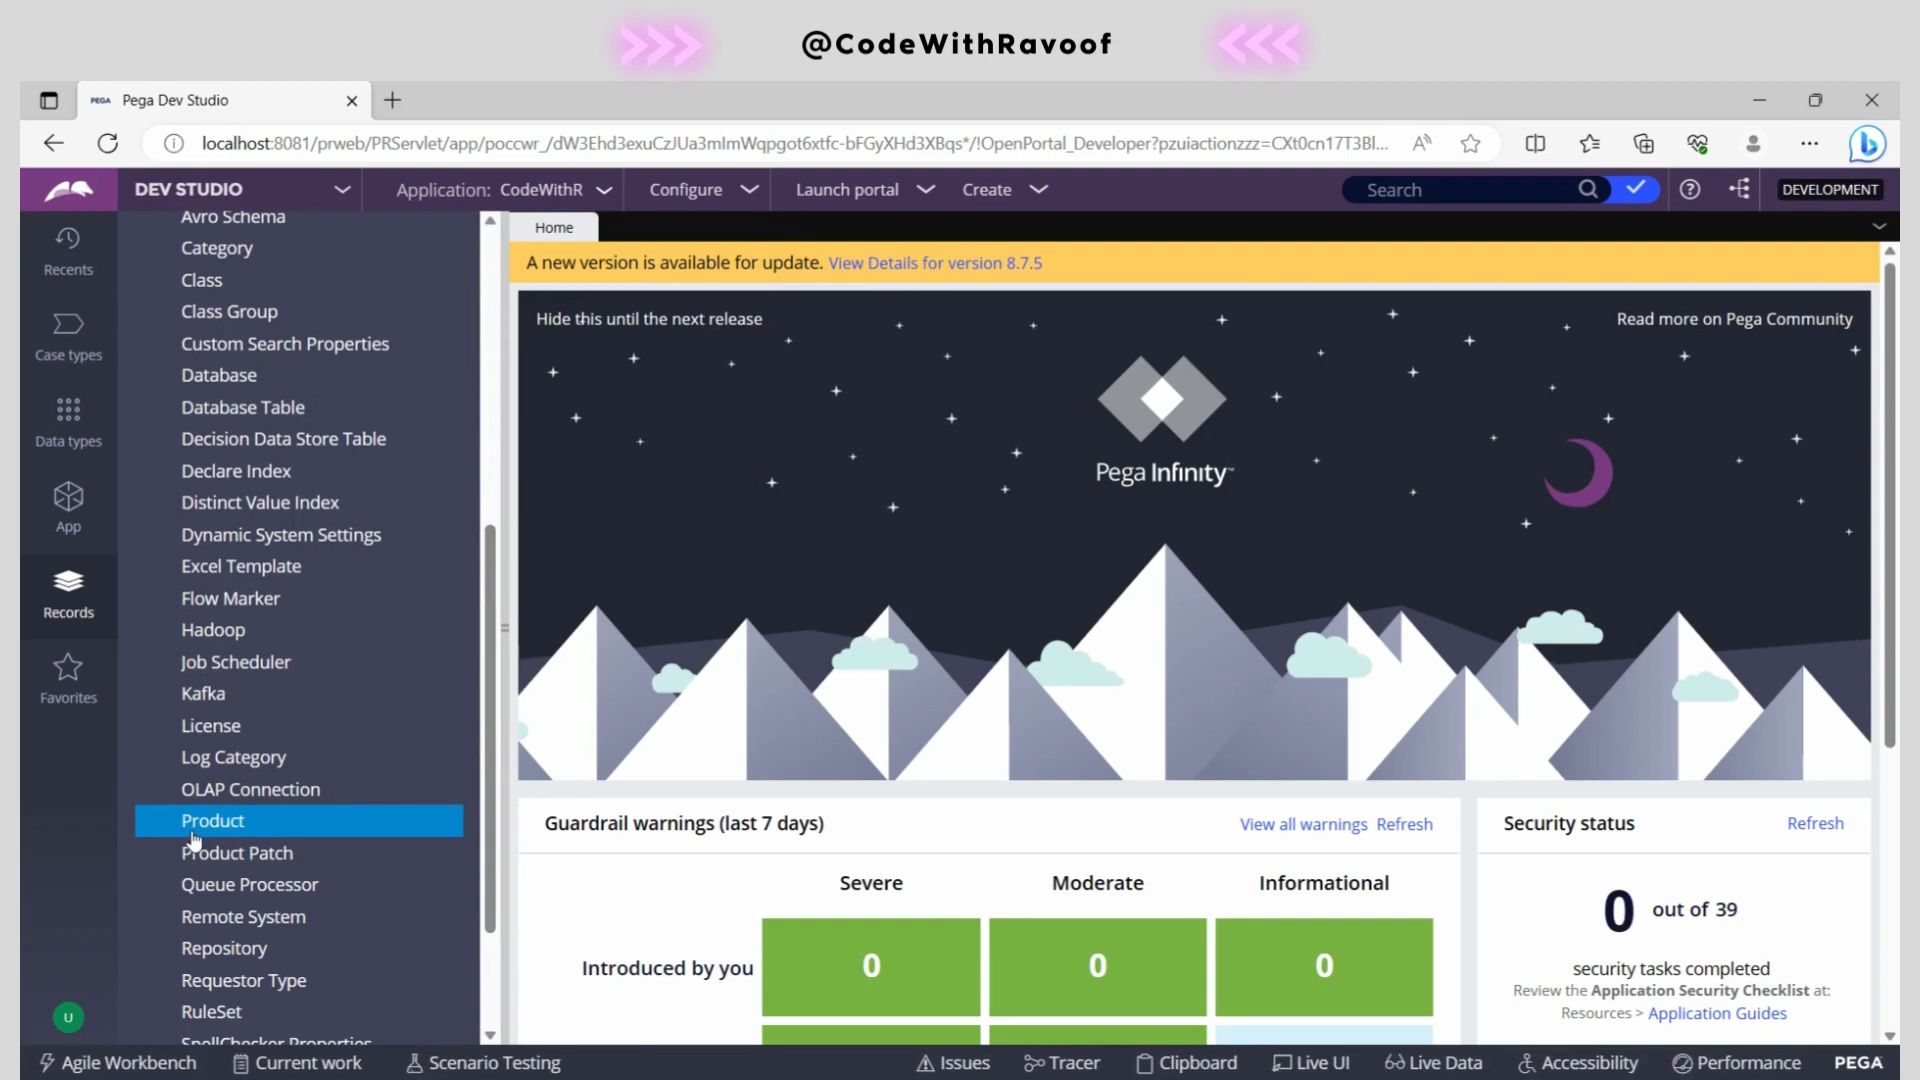 @CodeWithRavoof
PEGA Pega Dev Studio
localhost:8081/prweb/PRServlet/app/poccwr_/dW3Ehd3exuCzJUa3mImWqpgot6xtfc-bFGyXHd3XBqs*/!OpenPortal_Developer?pzuiactionzzz=CXt0cn17T3Bl...
DEV STUDIO
Application: CodeWithR
Configure
Launch portal
Create
Search
DEVELOPMENT
Recents
Case types
Data types
App
Records
Favorites
U
Avro Schema
Category
Class
Class Group
Custom Search Properties
Database
Database Table
Decision Data Store Table
Declare Index
Distinct Value Index
Dynamic System Settings
Excel Template
Flow Marker
Hadoop
Job Scheduler
Kafka
License
Log Category
OLAP Connection
Product
Product Patch
Queue Processor
Remote System
Repository
Requestor Type
RuleSet
SpellChecker Properties
Home
A new version is available for update. View Details for version 8.7.5
Hide this until the next release
Read more on Pega Community
Pega Infinity™
Guardrail warnings (last 7 days)
View all warnings Refresh
Severe Moderate Informational
Introduced by you 0 0 0
Security status
Refresh
0 out of 39
security tasks completed
Review the Application Security Checklist at:
Resources > Application Guides
Agile Workbench
Current work
Scenario Testing
Issues
Tracer
Clipboard
Live UI
Live Data
Accessibility
Performance
PEGA